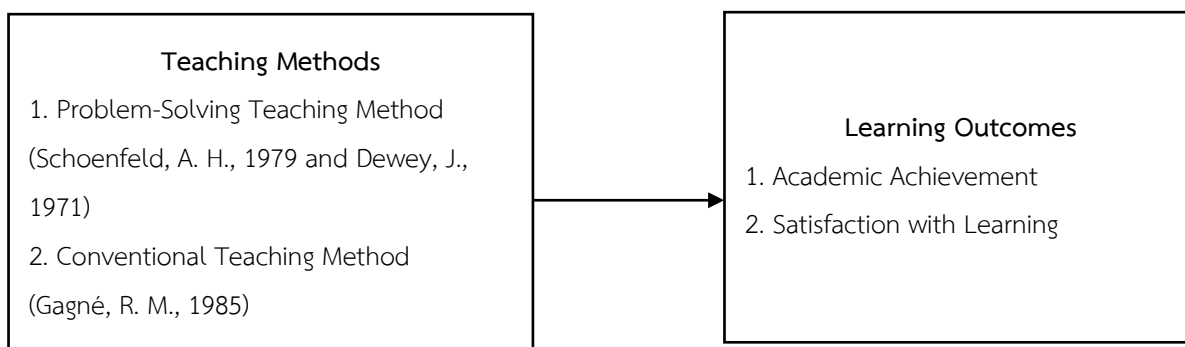 Teaching Methods
1. Problem-Solving Teaching Method
(Schoenfeld, A. H., 1979 and Dewey, J.,
1971)
2. Conventional Teaching Method
(Gagné, R. M., 1985)
Learning Outcomes
1. Academic Achievement
2. Satisfaction with Learning